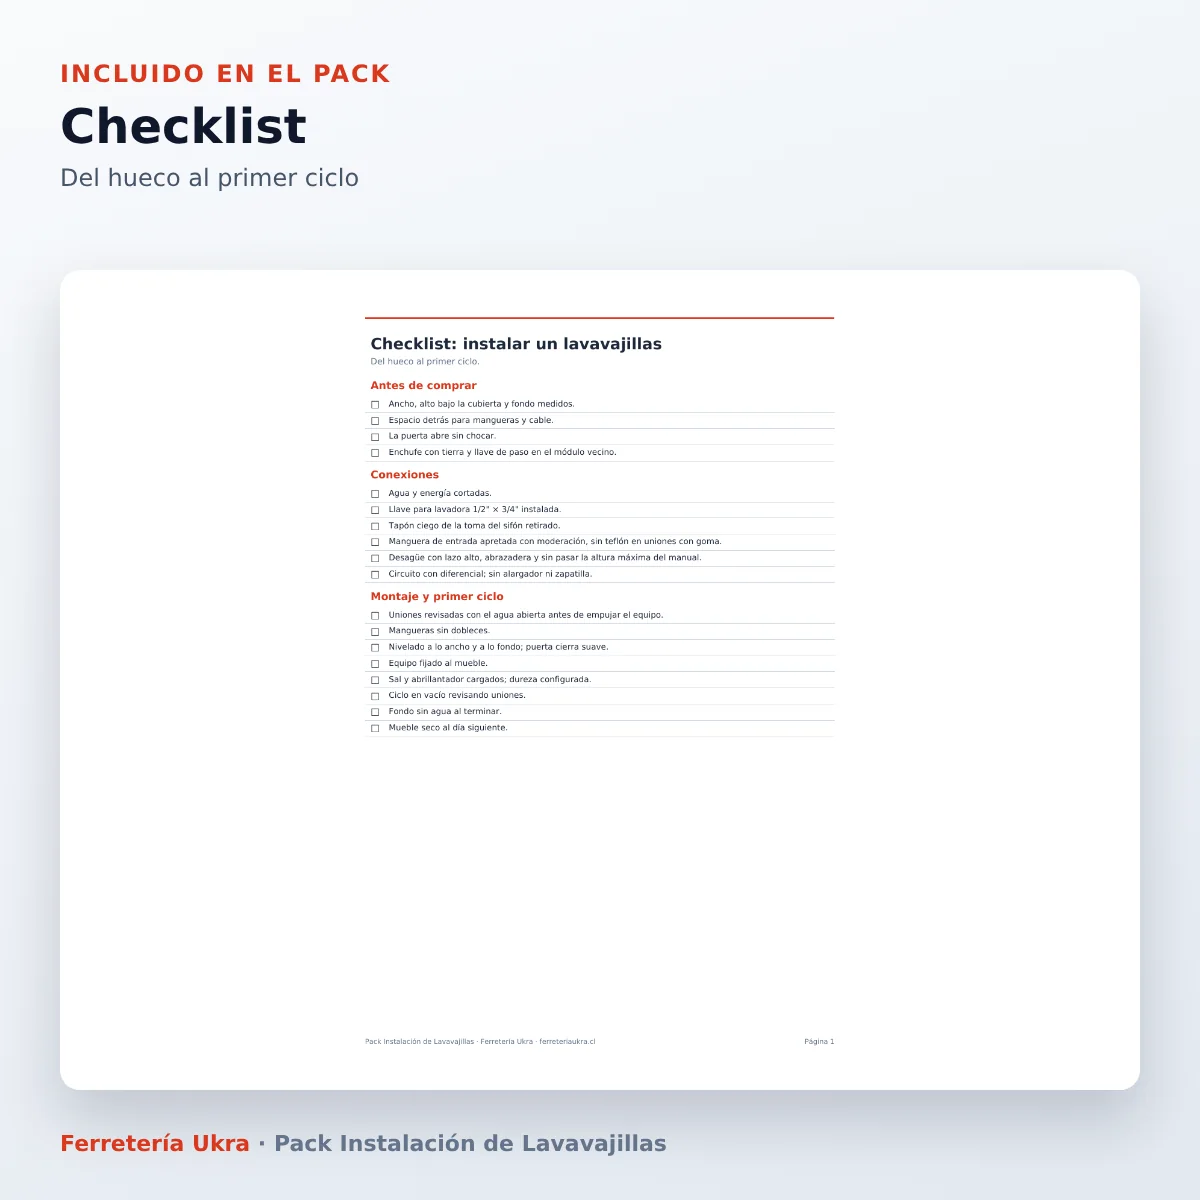 INCLUIDO EN EL PACK
Checklist
Del hueco al primer ciclo
Checklist: instalar un lavavajillas
Del hueco al primer ciclo.
Antes de comprar
Ancho, alto bajo la cubierta y fondo medidos.
Espacio detrás para mangueras y cable.
La puerta abre sin chocar.
Enchufe con tierra y llave de paso en el módulo vecino.
Conexiones
Agua y energía cortadas.
Llave para lavadora 1/2" × 3/4" instalada.
Tapón ciego de la toma del sifón retirado.
Manguera de entrada apretada con moderación, sin teflón en uniones con goma.
Desagüe con lazo alto, abrazadera y sin pasar la altura máxima del manual.
Circuito con diferencial; sin alargador ni zapatilla.
Montaje y primer ciclo
Uniones revisadas con el agua abierta antes de empujar el equipo.
Mangueras sin dobleces.
Nivelado a lo ancho y a lo fondo; puerta cierra suave.
Equipo fijado al mueble.
Sal y abrillantador cargados; dureza configurada.
Ciclo en vacío revisando uniones.
Fondo sin agua al terminar.
Mueble seco al día siguiente.
Pack Instalación de Lavavajillas · Ferretería Ukra · ferreteriaukra.cl
Página 1
Ferretería Ukra · Pack Instalación de Lavavajillas